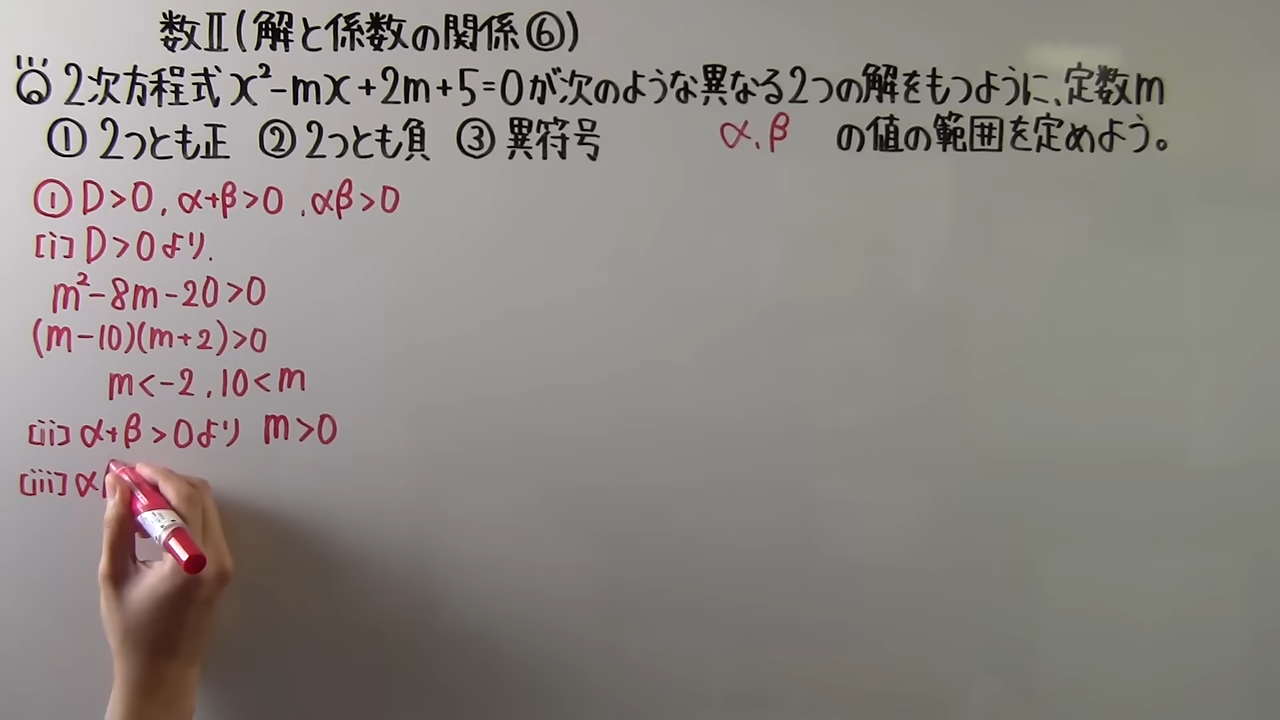 数Ⅱ(解と係数の関係⑥)
◎ 2次方程式 x²-mx+2m+5=0が次のような異なる2つの解をもつように、定数m
① 2つとも正 ② 2つとも負 ③ 異符号 α、β の値の範囲を定めよう。
① D>0, α+β>0, αβ>0
[i] D>0より.
m²-8m-20>0
(m-10)(m+2)>0
m<-2, 10<m
[ii] α+β>0より m>0
[iii] α